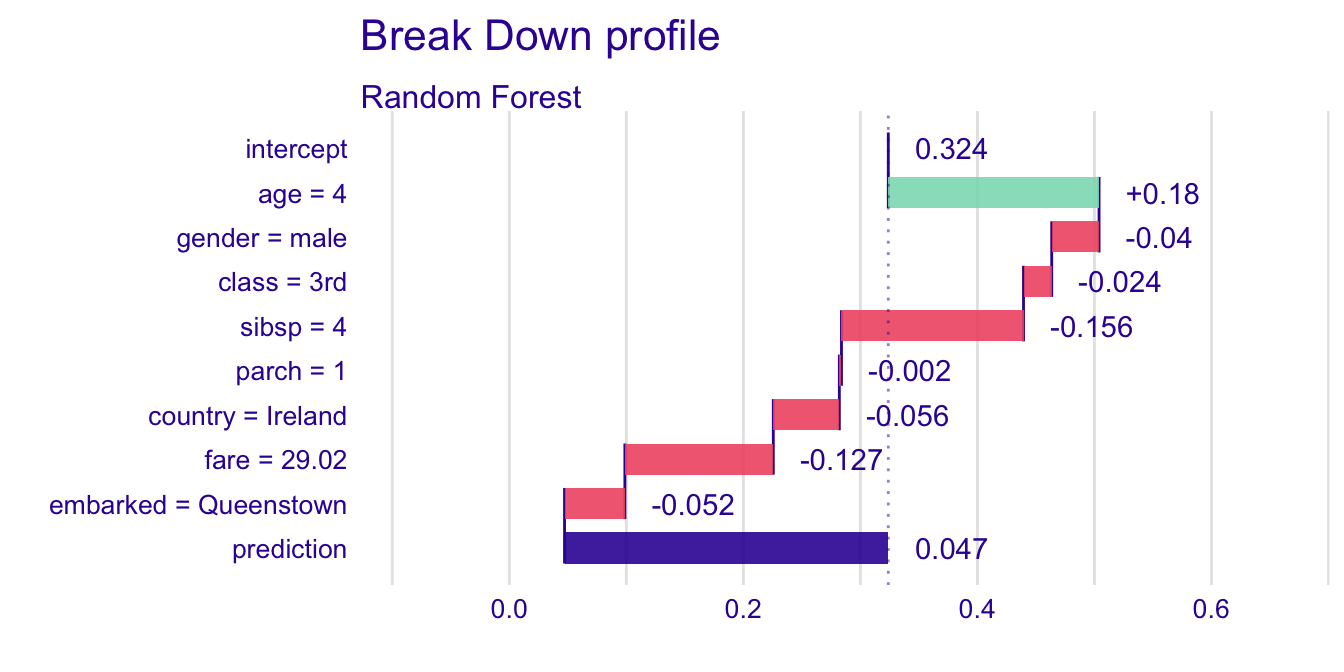 Break Down profile
Random Forest
intercept 0.324
age = 4 +0.18
gender = male -0.04
class = 3rd -0.024
sibsp = 4 -0.156
parch = 1 -0.002
country = Ireland -0.056
fare = 29.02 -0.127
embarked = Queenstown -0.052
prediction 0.047
0.0 0.2 0.4 0.6